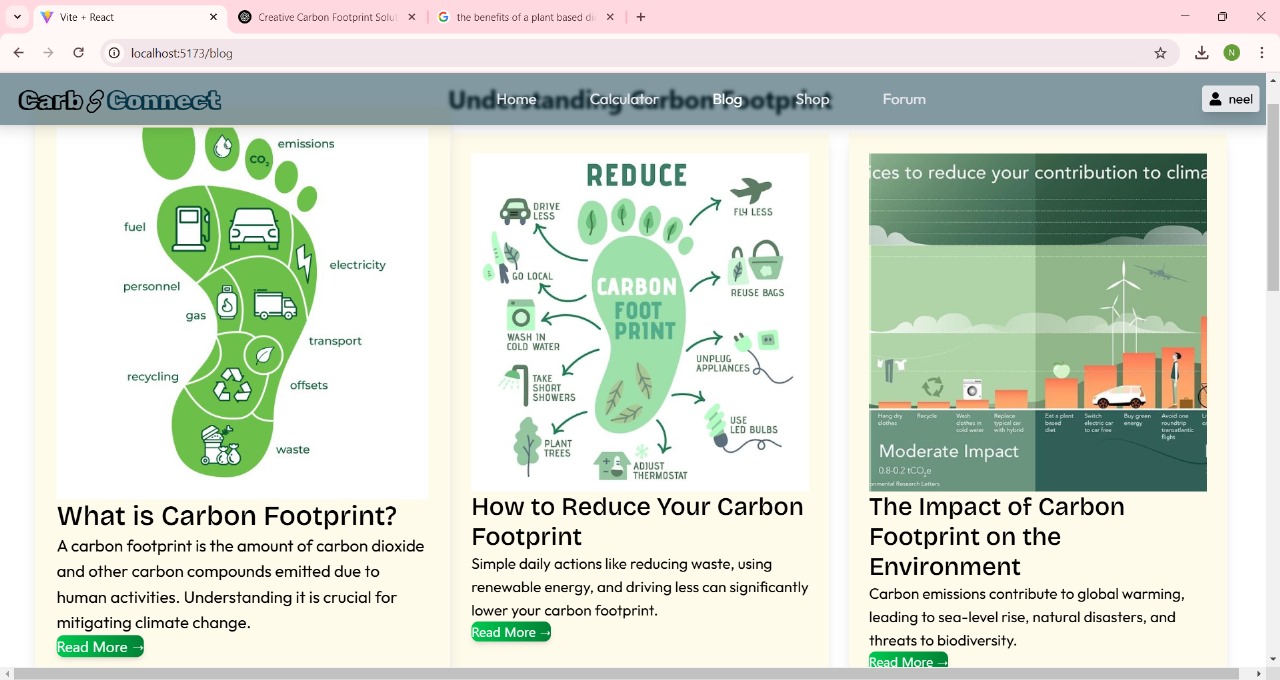 Vite + React
Creative Carbon Footprint Solut
the benefits of a plant based di
localhost:5173/blog
N
Carb Connect
Understanding Carbon Footprint
Home
Calculator
Blog
Shop
Forum
neel
emissions
CO2
fuel
electricity
personnel
gas
transport
recycling
offsets
waste
What is Carbon Footprint?
A carbon footprint is the amount of carbon dioxide
and other carbon compounds emitted due to
human activities. Understanding it is crucial for
mitigating climate change.
Read More →
REDUCE
DRIVE
LESS
FLY LESS
GO LOCAL
CARBON
FOOT
PRINT
REUSE BAGS
WASH IN
COLD WATER
UNPLUG
APPLIANCES
TAKE
SHORT
SHOWERS
USE
LED BULBS
PLANT
TREES
ADJUST
THERMOSTAT
How to Reduce Your Carbon
Footprint
Simple daily actions like reducing waste, using
renewable energy, and driving less can significantly
lower your carbon footprint.
Read More →
ices to reduce your contribution to clima
Hang dry
clothes
Recycle
Wash
clothes in
cold water
Replace
typical car
with hybrid
Eat a plant
based
diet
Switch
electric car
to car free
Buy green
energy
Avoid one
roundtrip
transatlantic
flight
Moderate Impact
0.8-0.2 tCO2e
onmental Research Letters
The Impact of Carbon
Footprint on the
Environment
Carbon emissions contribute to global warming,
leading to sea-level rise, natural disasters, and
threats to biodiversity.
Read More →